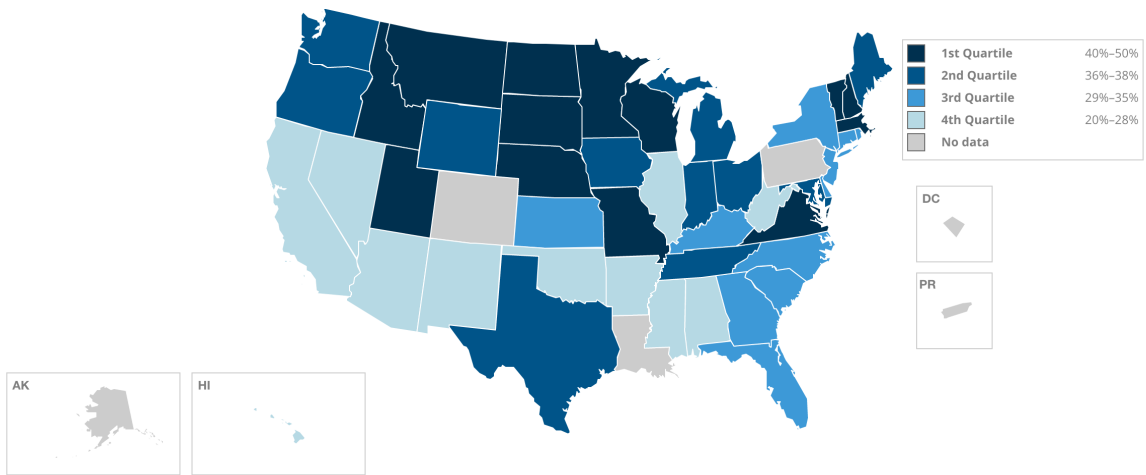 1st Quartile 40%–50%
2nd Quartile 36%–38%
3rd Quartile 29%–35%
4th Quartile 20%–28%
No data
DC
PR
AK
HI